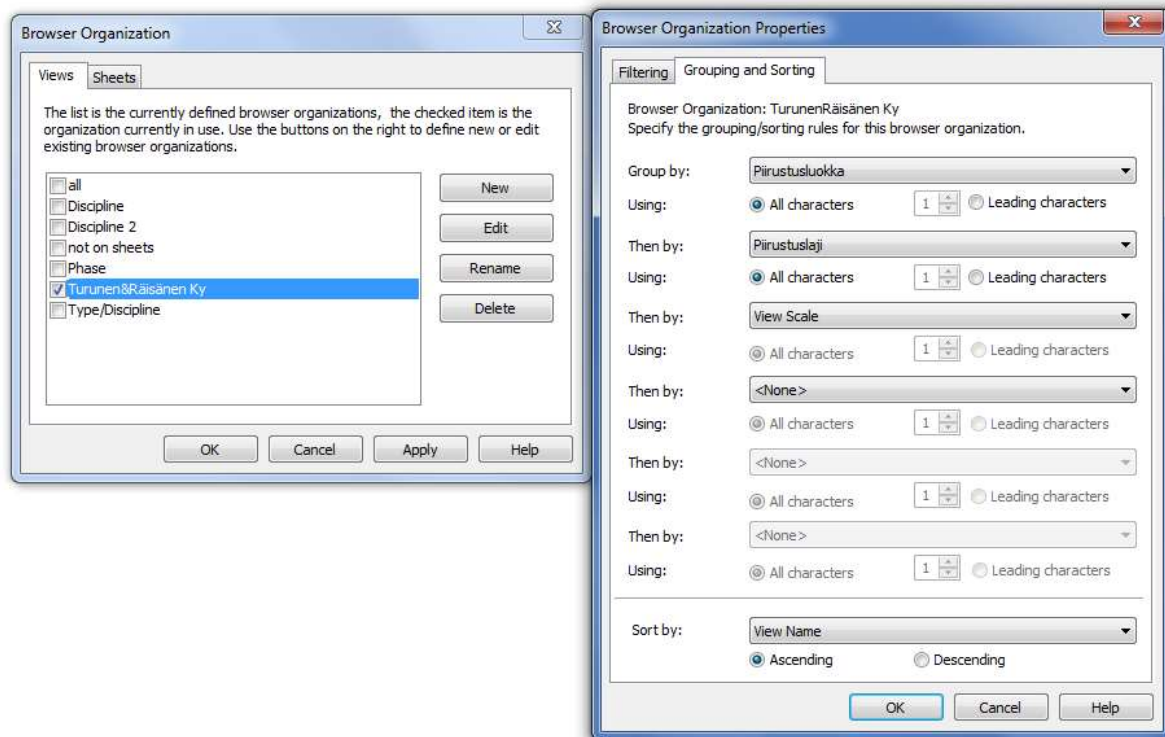 Browser Organization
Views
Sheets
The list is the currently defined browser organizations, the checked item is the
organization currently in use. Use the buttons on the right to define new or edit
existing browser organizations.
all
Discipline
Discipline 2
not on sheets
Phase
Turunen&Räisänen Ky
Type/Discipline
New
Edit
Rename
Delete
OK Cancel Apply Help
Browser Organization Properties
Filtering
Grouping and Sorting
Browser Organization: TurunenRäisänen Ky
Specify the grouping/sorting rules for this browser organization.
Group by: Piirustusluokka
Using: All characters 1 Leading characters
Then by: Piirustuslaji
Using: All characters 1 Leading characters
Then by: View Scale
Using: All characters 1 Leading characters
Then by: <None>
Using: All characters 1 Leading characters
Then by: <None>
Using: All characters 1 Leading characters
Then by: <None>
Using: All characters 1 Leading characters
Sort by: View Name
Ascending Descending
OK Cancel Help